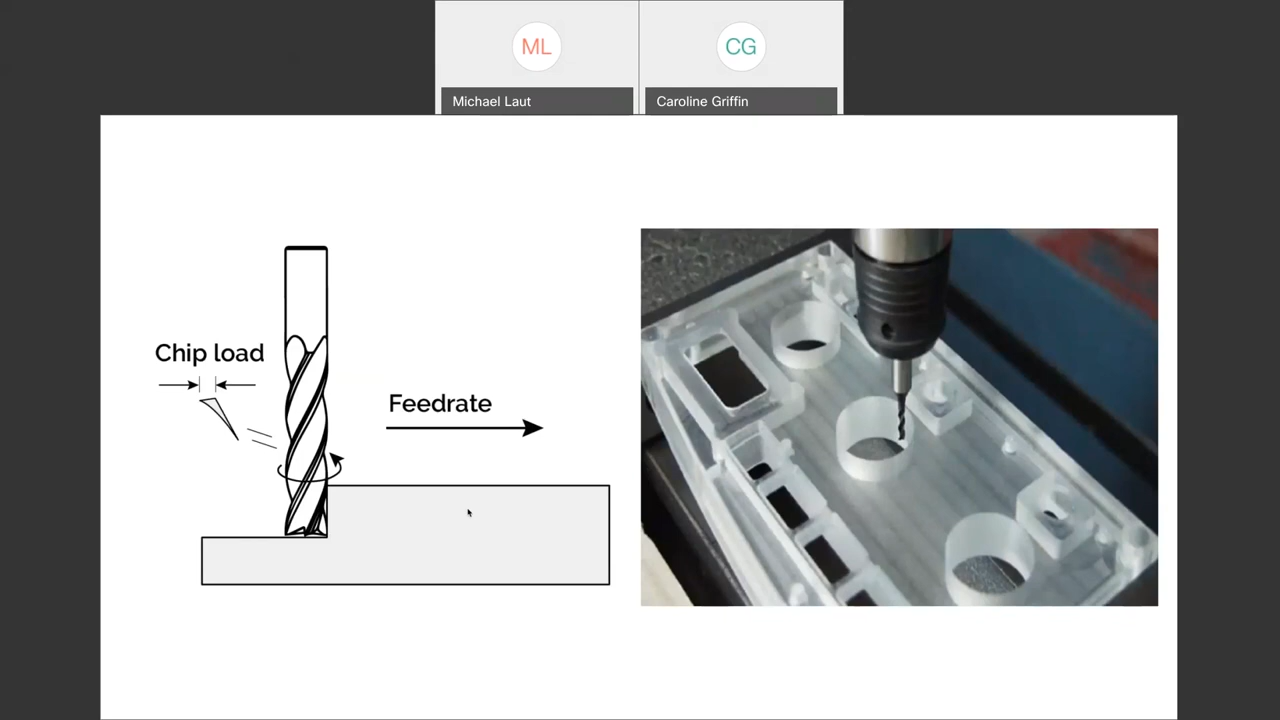 ML
CG
Michael Laut
Caroline Griffin
Chip load
Feedrate